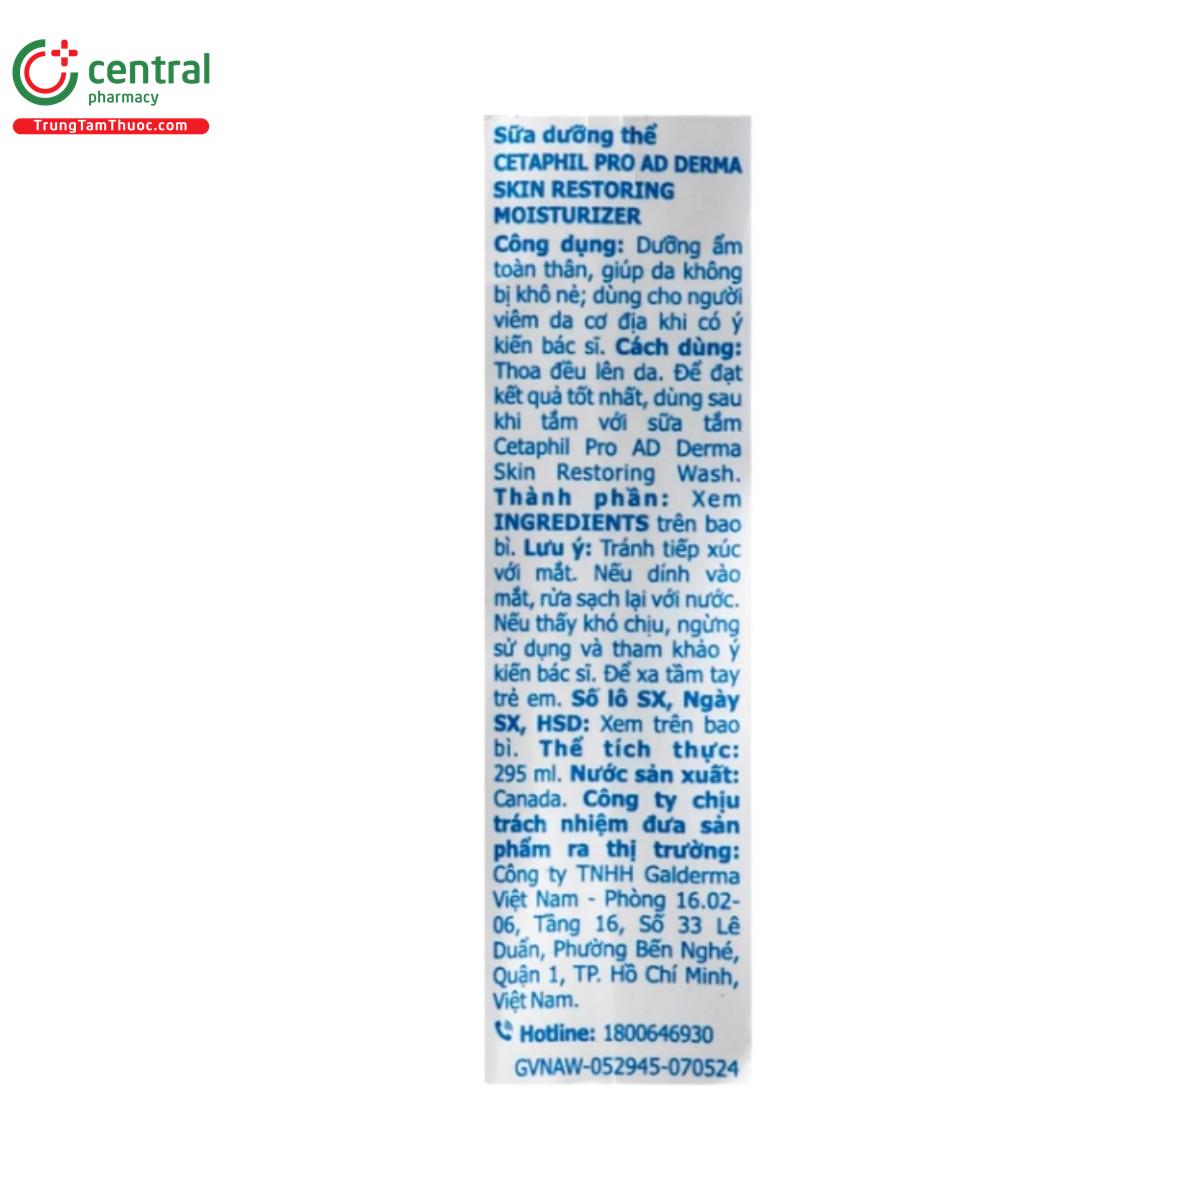 central
pharmacy
TrungTamThuoc.com
Sữa dưỡng thể
CETAPHIL PRO AD DERMA
SKIN RESTORING
MOISTURIZER
Công dụng: Dưỡng ẩm
toàn thân, giúp da không
bị khô nẻ; dùng cho người
viêm da cơ địa khi có ý
kiến bác sĩ. Cách dùng:
Thoa đều lên da. Để đạt
kết quả tốt nhất, dùng sau
khi tắm với sữa tắm
Cetaphil Pro AD Derma
Skin Restoring Wash.
Thành phần: Xem
INGREDIENTS trên bao
bì. Lưu ý: Tránh tiếp xúc
với mắt. Nếu dính vào
mắt, rửa sạch lại với nước.
Nếu thấy khó chịu, ngừng
sử dụng và tham khảo ý
kiến bác sĩ. Để xa tầm tay
trẻ em. Số lô SX, Ngày
SX, HSD: Xem trên bao
bì. Thể tích thực:
295 ml. Nước sản xuất:
Canada. Công ty chịu
trách nhiệm đưa sản
phẩm ra thị trường:
Công ty TNHH Galderma
Việt Nam - Phòng 16.02-
06, Tầng 16, Số 33 Lê
Duẩn, Phường Bến Nghé,
Quận 1, TP. Hồ Chí Minh,
Việt Nam.
Hotline: 1800646930
GVNAW-052945-070524